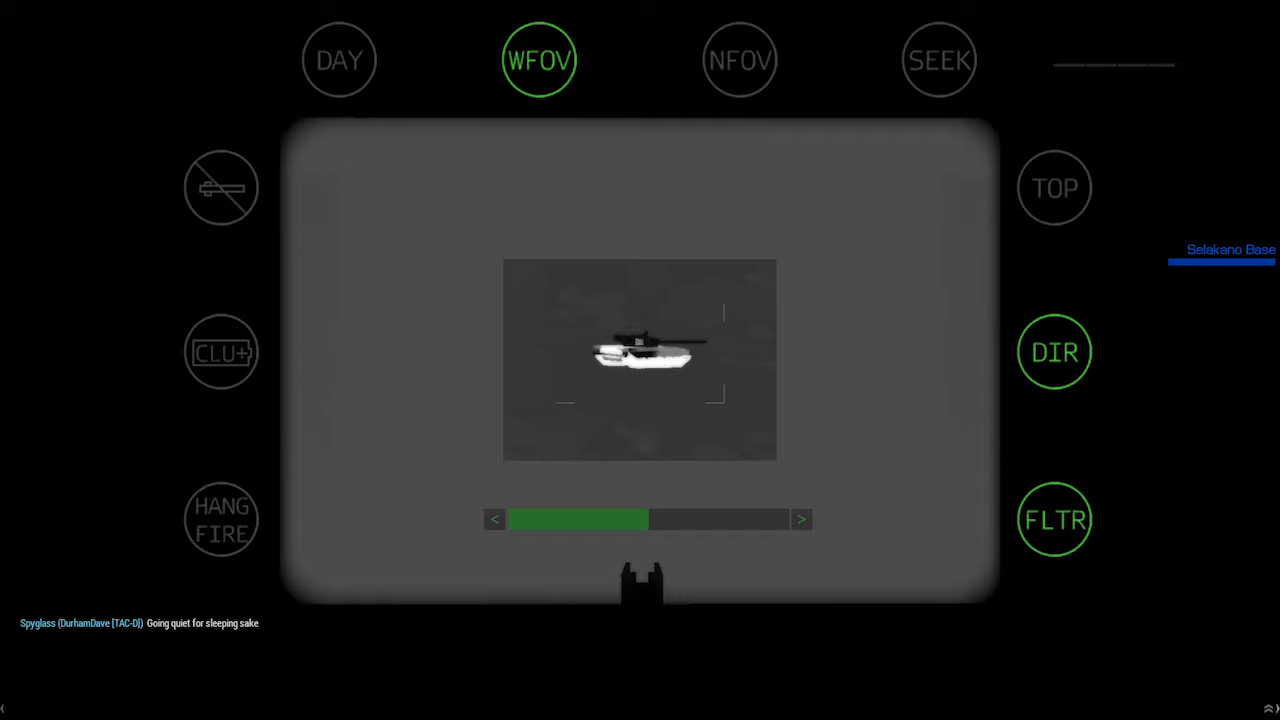 DAY
WFOV
NFOV
SEEK
TOP
Selakano Base
CLU+
DIR
HANG
FIRE
FLTR
< >
Spyglass (DurhamDave [TAC-D]) Going quiet for sleeping sake